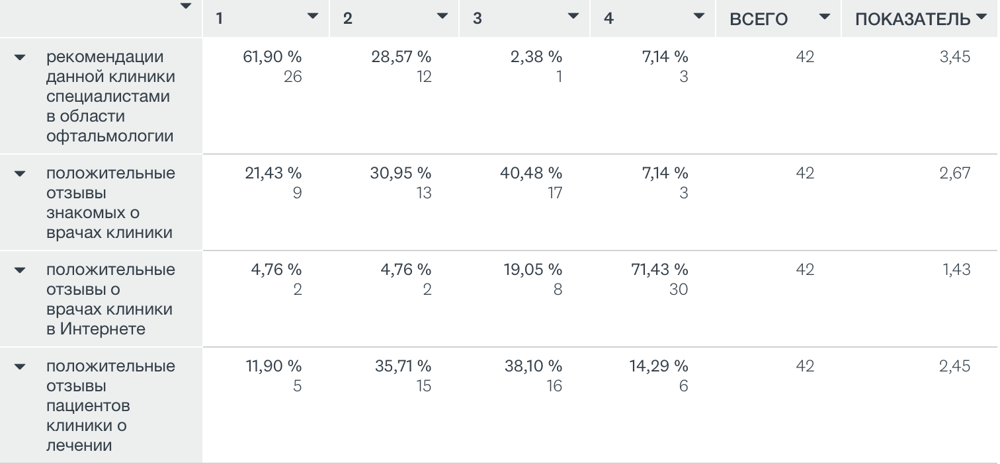 1 2 3 4 ВСЕГО ПОКАЗАТЕЛЬ
рекомендации 61,90 % 28,57 % 2,38 % 7,14 % 42 3,45
данной клиники 26 12 1 3
специалистами
в области
офтальмологии
положительные 21,43 % 30,95 % 40,48 % 7,14 % 42 2,67
отзывы 9 13 17 3
знакомых о
врачах клиники
положительные 4,76 % 4,76 % 19,05 % 71,43 % 42 1,43
отзывы о 2 2 8 30
врачах клиники
в Интернете
положительные 11,90 % 35,71 % 38,10 % 14,29 % 42 2,45
отзывы 5 15 16 6
пациентов
клиники о
лечении